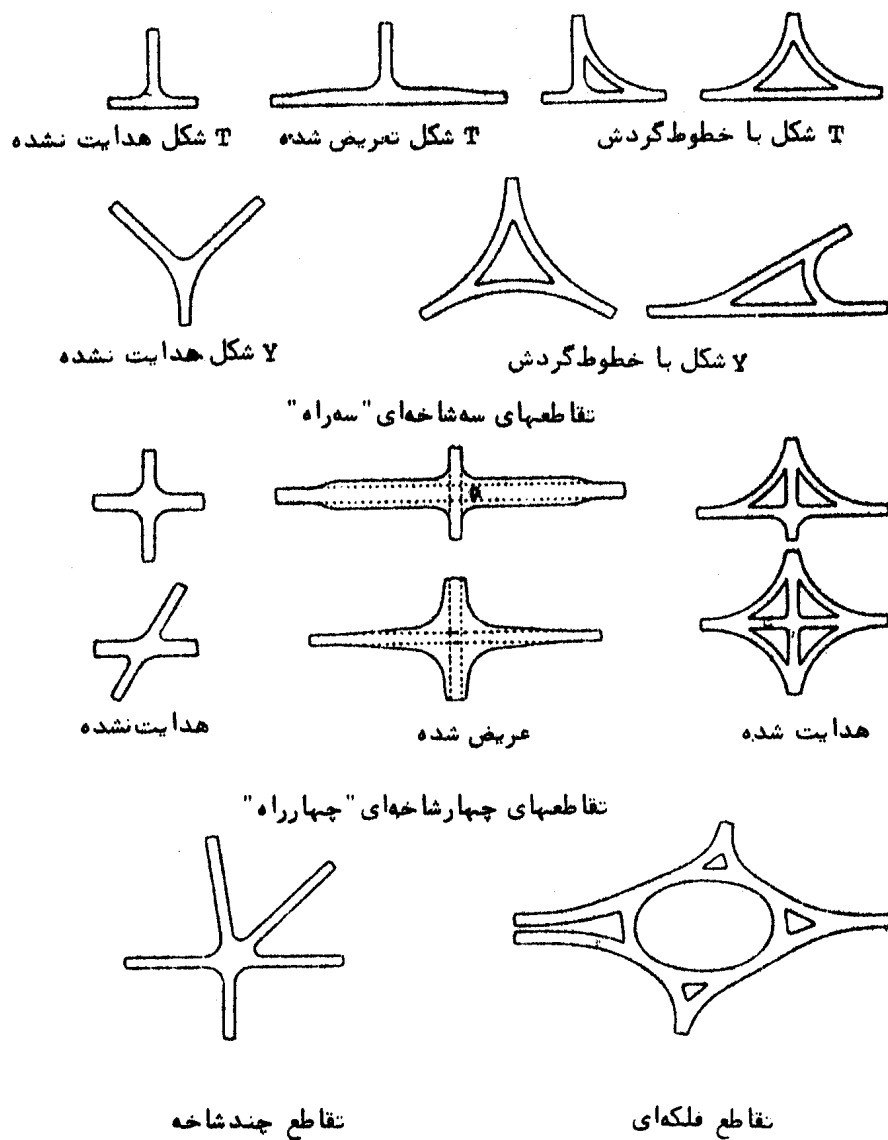 T شکل با خطوط گردش
T شکل تعریض شده
T شکل هدایت نشده
Y شکل با خطوط گردش
Y شکل هدایت نشده
تقاطعهای سه‌شاخه‌ای "سه‌راه"
هدایت شده
عریض شده
هدایت نشده
تقاطعهای چهارشاخه‌ای "چهارراه"
تقاطع فلکه‌ای
تقاطع چندشاخه